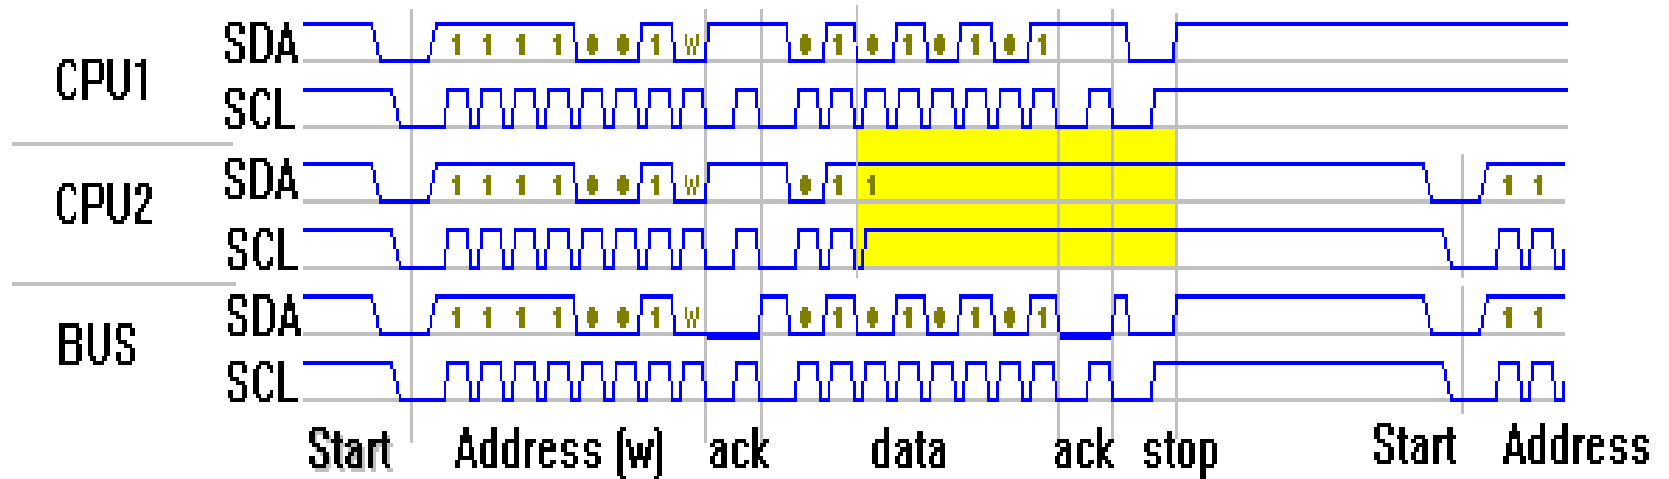 CPU1
SDA 1 1 1 1 0 0 1 W 0 1 0 1 0 1 0 1
SCL
CPU2
SDA 1 1 1 1 0 0 1 W 0 1 1 1 1
SCL
BUS
SDA 1 1 1 1 0 0 1 W 0 1 0 1 0 1 0 1 1 1
SCL
Start Address (w) ack data ack stop Start Address